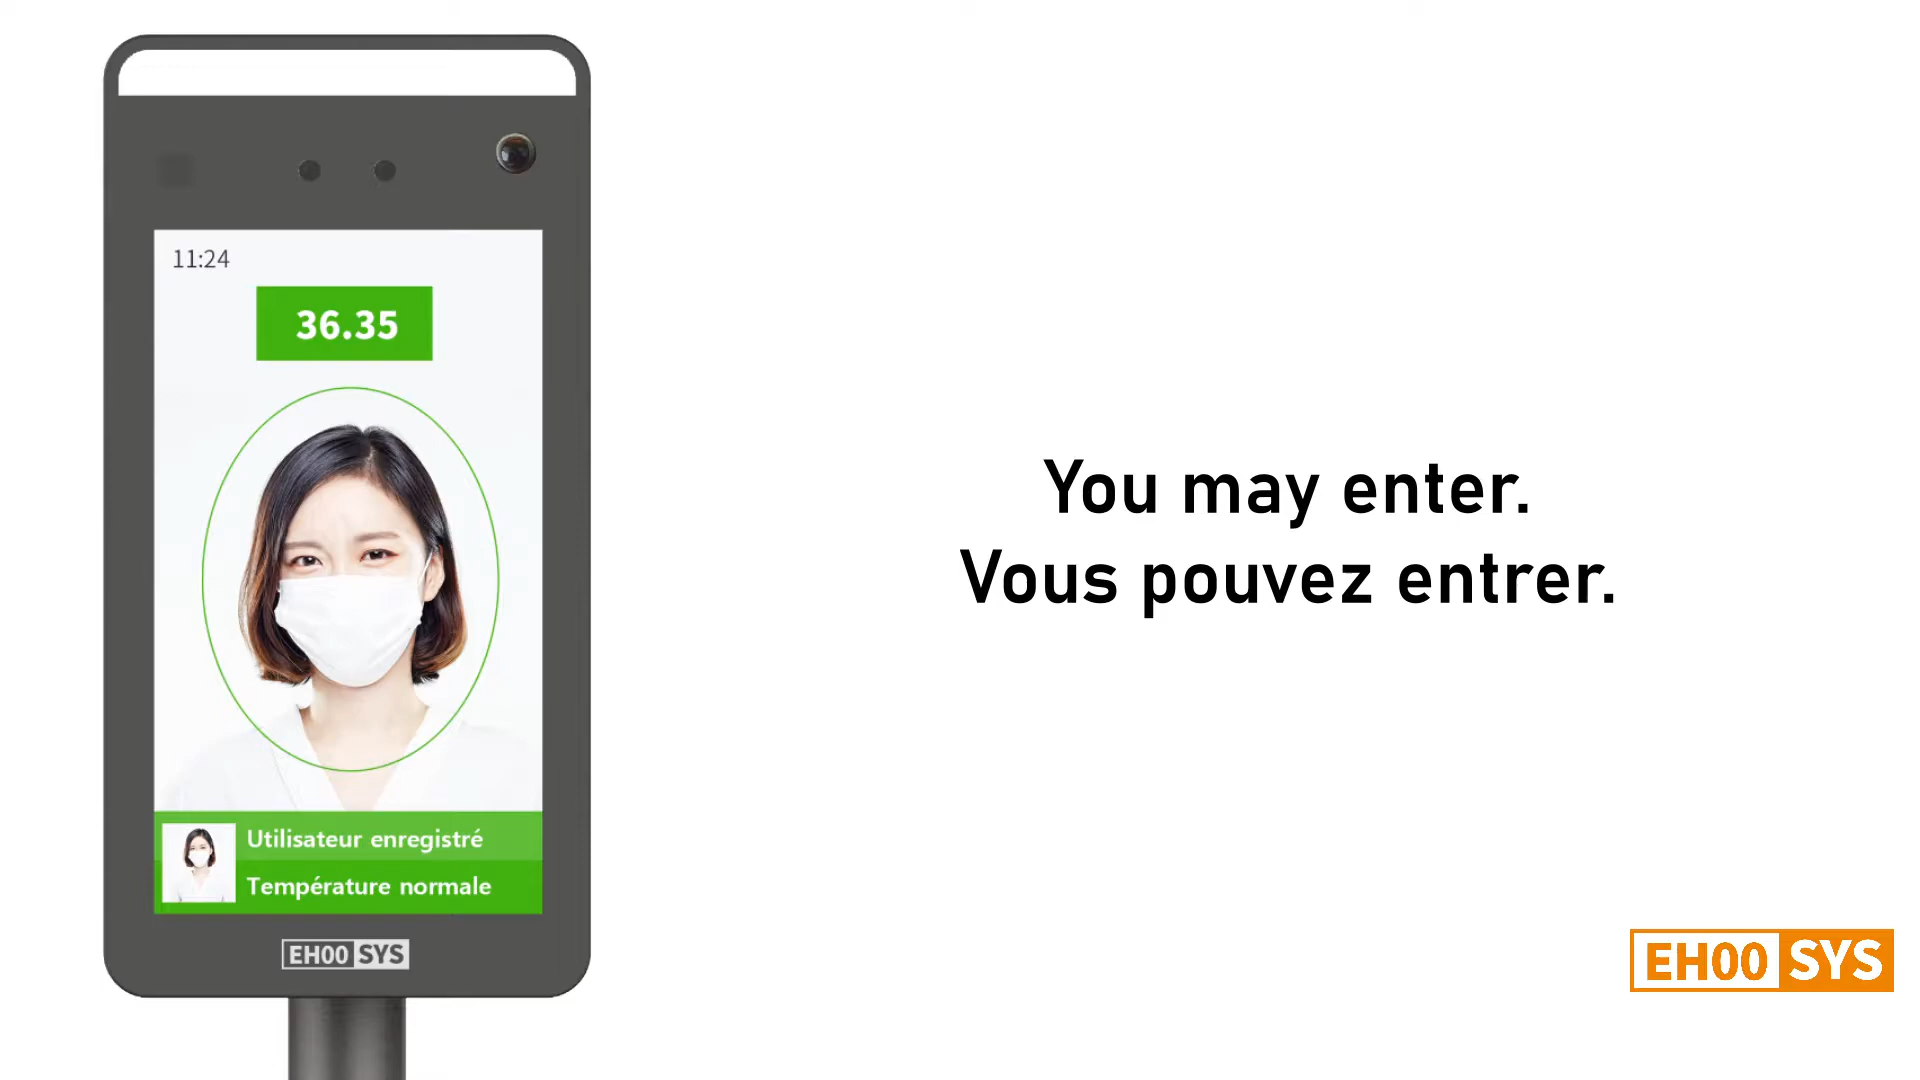 11:24
36.35
Utilisateur enregistré
Température normale
EH00 SYS
You may enter.
Vous pouvez entrer.
EH00 SYS